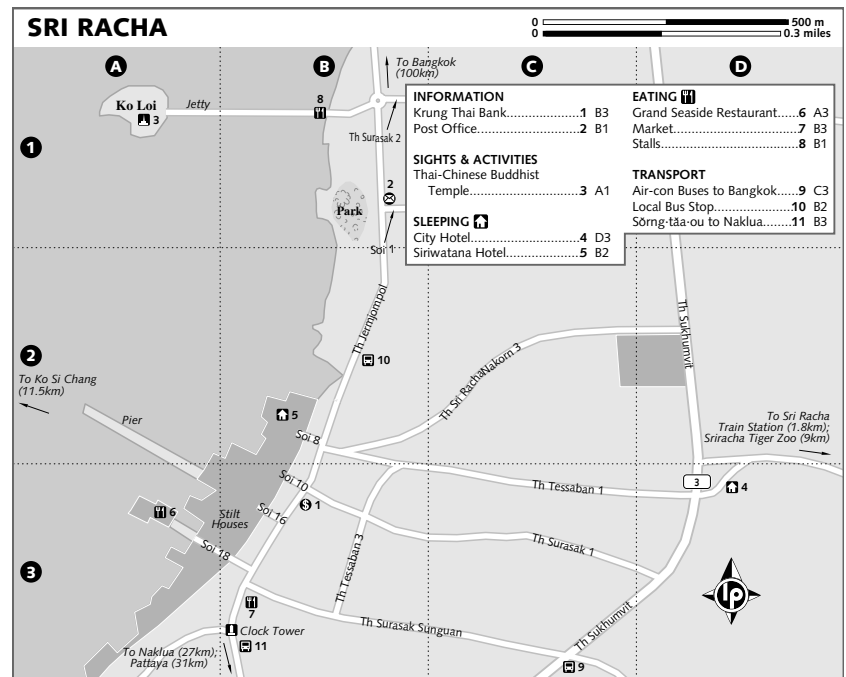 SRI RACHA
0 500 m
0 0.3 miles
A
B
C
D
To Bangkok
(100km)
Ko Loi
3
Jetty
8
Th Surasak 2
1
2
Park
Soi 1
INFORMATION
Krung Thai Bank..............................1 B3
Post Office.......................................2 B1
SIGHTS & ACTIVITIES
Thai-Chinese Buddhist
Temple.........................................3 A1
SLEEPING
City Hotel.........................................4 D3
Siriwatana Hotel...............................5 B2
EATING
Grand Seaside Restaurant.....6 A3
Market................................7 B3
Stalls...................................8 B1
TRANSPORT
Air-con Buses to Bangkok.....9 C3
Local Bus Stop....................10 B2
Sŏrng·tăa·ou to Naklua.......11 B3
Th Jermjompol
Th Sukhumvit
2
10
Th Sri Racha Nakorn 3
To Ko Si Chang
(11.5km)
Pier
5
Soi 8
To Sri Racha
Train Station (1.8km);
Sriracha Tiger Zoo (9km)
Soi 10
Th Tessaban 1
3
4
6
Stilt
Houses
Soi 16
1
Soi 18
Th Tessaban 3
Th Surasak 1
3
7
Th Surasak Sunguan
Th Sukhumvit
lp
Clock Tower
11
To Naklua (27km);
Pattaya (31km)
9